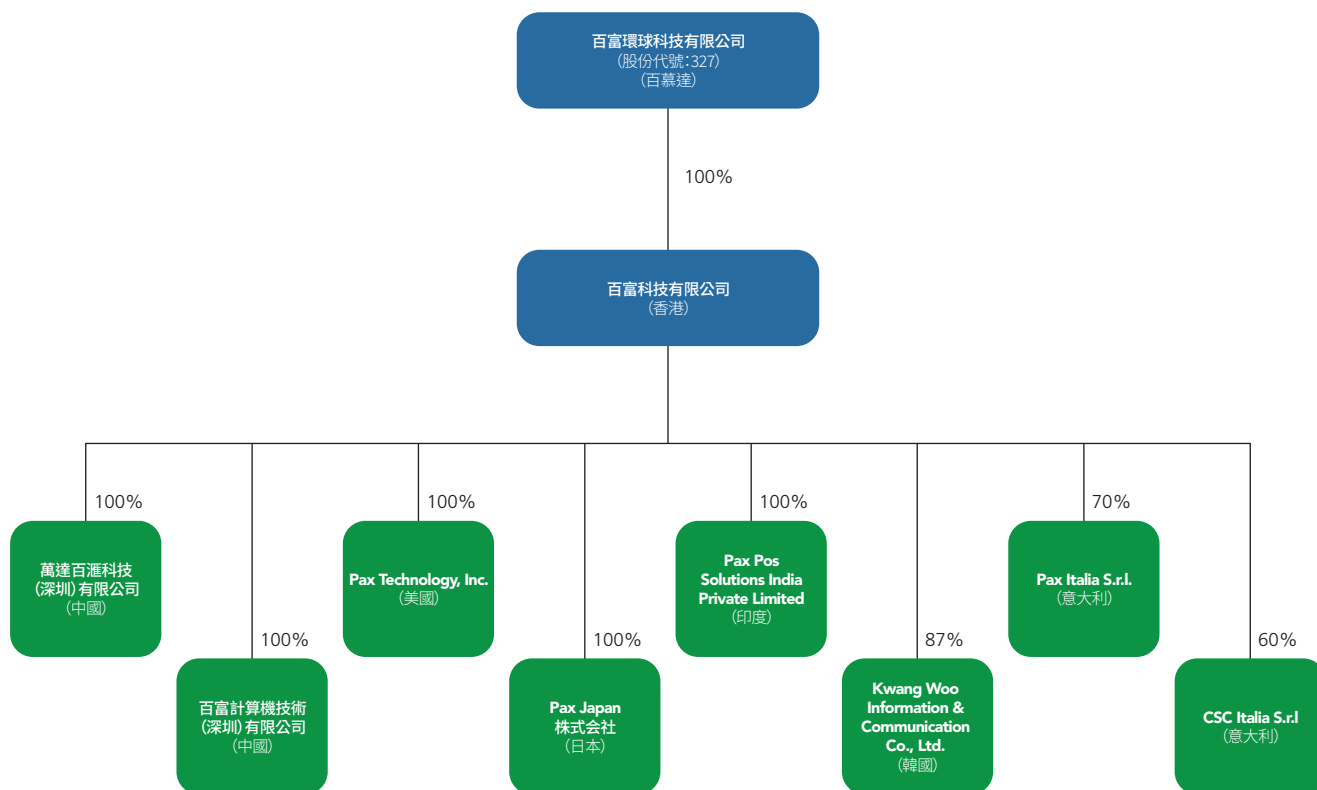 百富環球科技有限公司
(股份代號:327)
(百慕達)
100%
百富科技有限公司
(香港)
100%
萬達百滙科技
(深圳)有限公司
(中國)
100%
百富計算機技術
(深圳)有限公司
(中國)
100%
Pax Technology, Inc.
(美國)
100%
Pax Japan
株式会社
(日本)
100%
Pax Pos
Solutions India
Private Limited
(印度)
87%
Kwang Woo
Information &
Communication
Co., Ltd.
(韓國)
70%
Pax Italia S.r.l.
(意大利)
60%
CSC Italia S.r.l
(意大利)